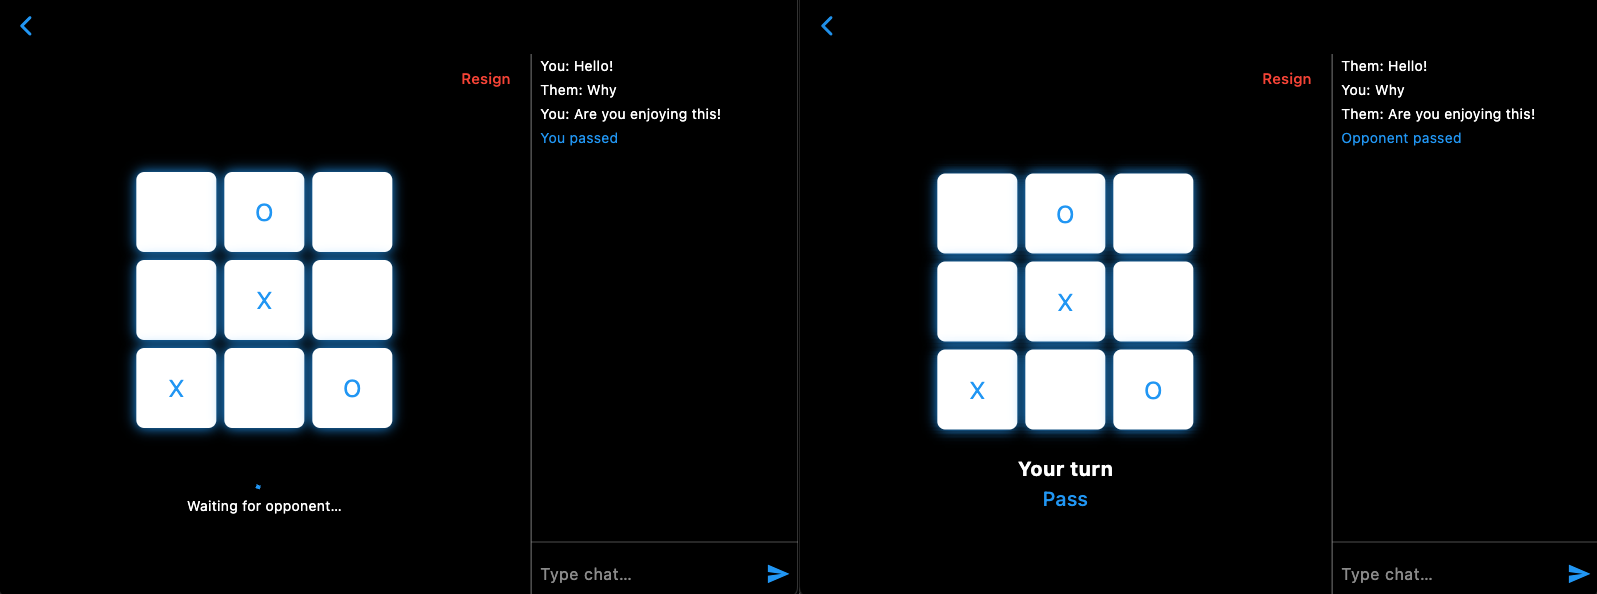 Resign
You: Hello!
Them: Why
You: Are you enjoying this!
You passed
O
X
X O
Waiting for opponent...
Type chat...
Resign
Them: Hello!
You: Why
Them: Are you enjoying this!
Opponent passed
O
X
X O
Your turn
Pass
Type chat...